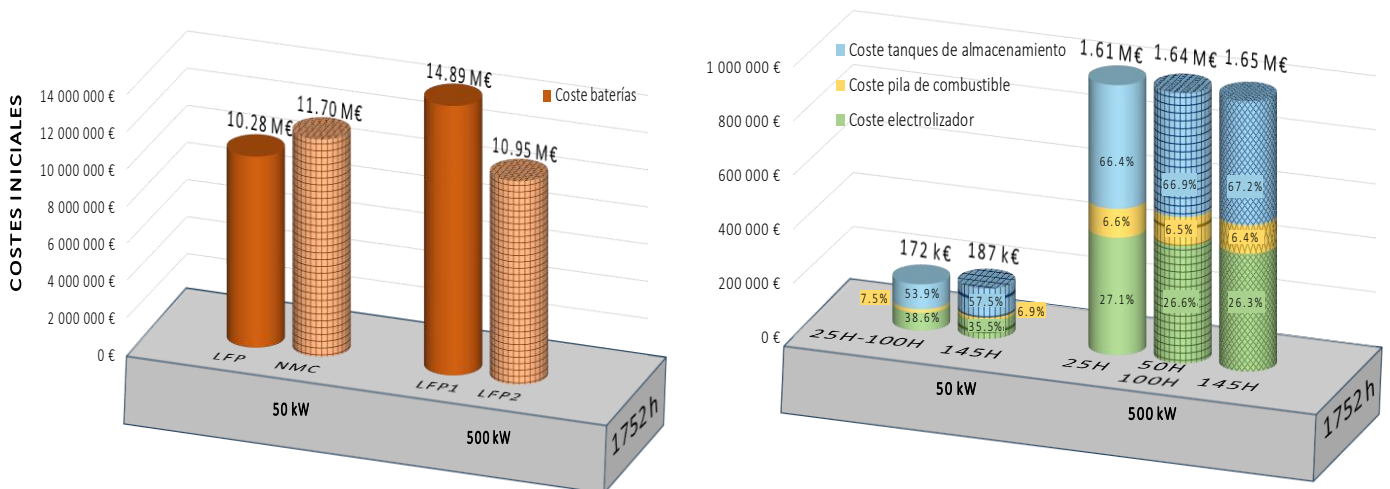 COSTES INICIALES
14 000 000 €
12 000 000 €
10 000 000 €
8 000 000 €
6 000 000 €
4 000 000 €
2 000 000 €
0 €
10.28 M€
11.70 M€
14.89 M€
10.95 M€
Coste baterías
LFP
NMC
LFP1
LFP2
50 kW
500 kW
1752 h
1 000 000 €
800 000 €
600 000 €
400 000 €
200 000 €
0 €
Coste tanques de almacenamiento
Coste pila de combustible
Coste electrolizador
172 k€
187 k€
1.61 M€
1.64 M€
1.65 M€
7.5%
53.9%
38.6%
57.5%
6.9%
35.5%
66.4%
6.6%
27.1%
66.9%
6.5%
26.6%
67.2%
6.4%
26.3%
25H-100H
145H
25H
50H
100H
145H
50 kW
500 kW
1752 h